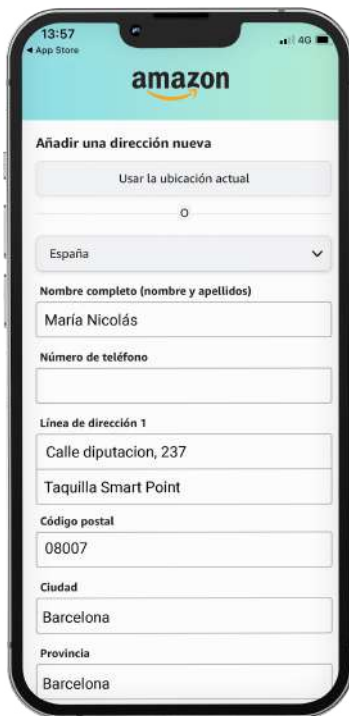 13:57
4G
◀ App Store
amazon
Añadir una dirección nueva
Usar la ubicación actual
O
España
Nombre completo (nombre y apellidos)
María Nicolás
Número de teléfono
Línea de dirección 1
Calle diputacion, 237
Taquilla Smart Point
Código postal
08007
Ciudad
Barcelona
Provincia
Barcelona